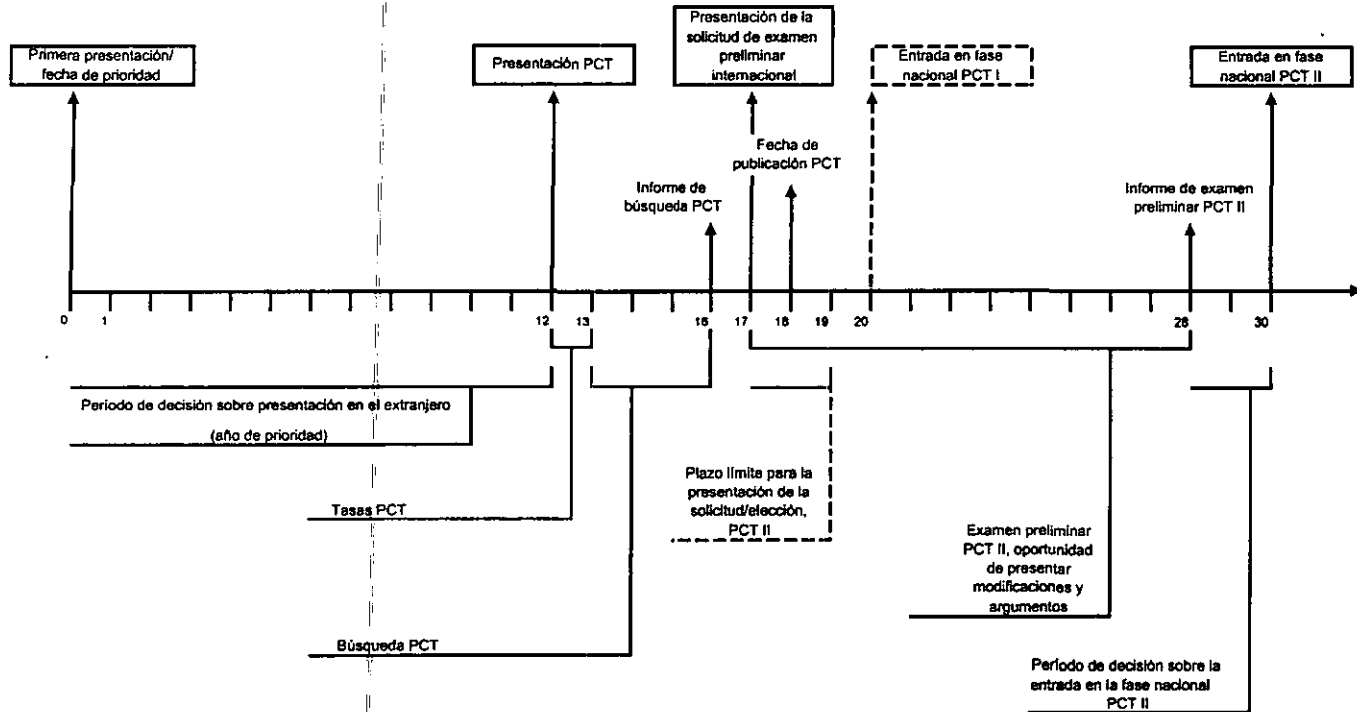 Primera presentación/
fecha de prioridad
Presentación PCT
Presentación de la
solicitud de examen
preliminar
internacional
Entrada en fase
nacional PCT I
Entrada en fase
nacional PCT II
Fecha de
publicación PCT
Informe de
búsqueda PCT
Informe de examen
preliminar PCT II
0 1 12 13 16 17 18 19 20 28 30
Período de decisión sobre presentación en el extranjero
(año de prioridad)
Tasas PCT
Búsqueda PCT
Plazo límite para la
presentación de la
solicitud/elección,
PCT II
Examen preliminar
PCT II, oportunidad
de presentar
modificaciones y
argumentos
Período de decisión sobre la
entrada en la fase nacional
PCT II